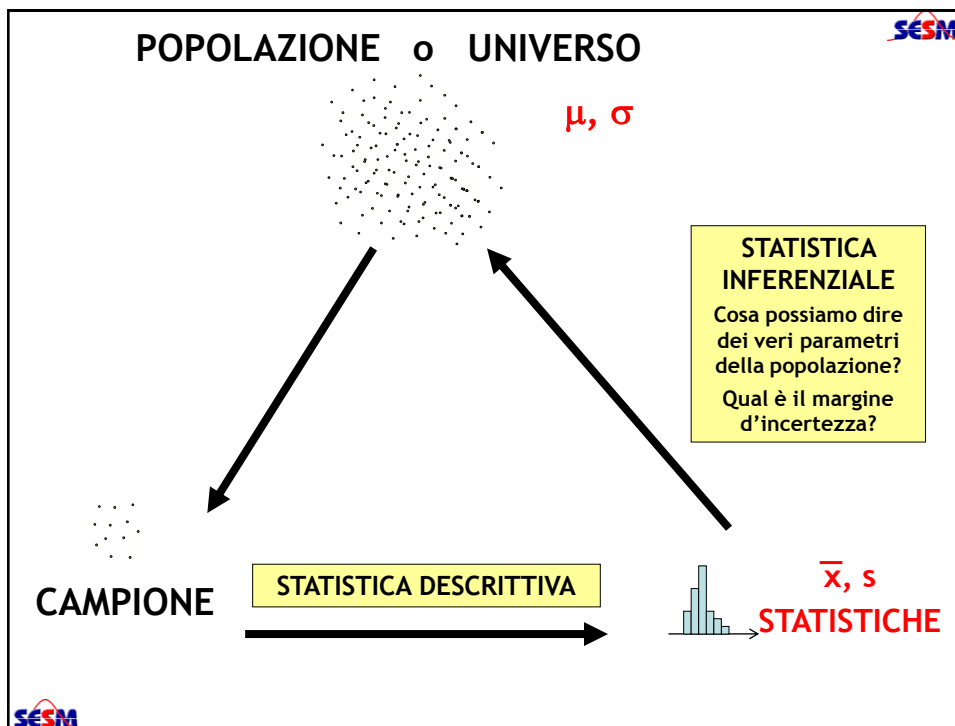 POPOLAZIONE o UNIVERSO
SESM
μ, σ
STATISTICA
INFERENZIALE
Cosa possiamo dire
dei veri parametri
della popolazione?
Qual è il margine
d'incertezza?
CAMPIONE
STATISTICA DESCRITTIVA
x̅, s
STATISTICHE
SESM